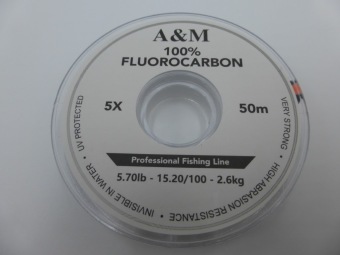 A&M
100%
FLUOROCARBON
5X
50m
Professional Fishing Line
5.70lb - 15.20/100 - 2.6kg
UV PROTECTED • INVISIBLE IN WATER • HIGH ABRASION RESISTANCE • VERY STRONG